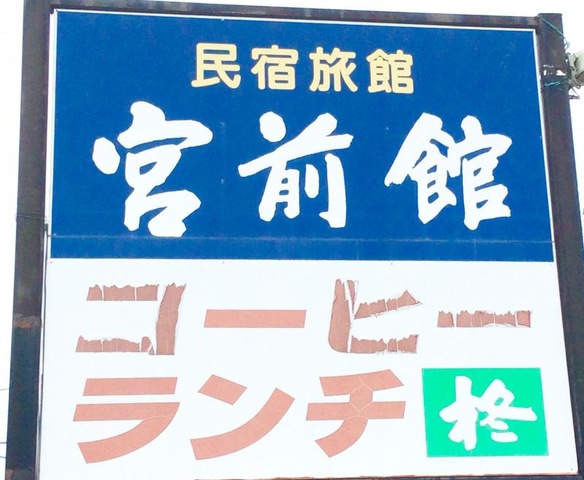 民宿旅館
宮前館
コーヒー
ランチ 柊